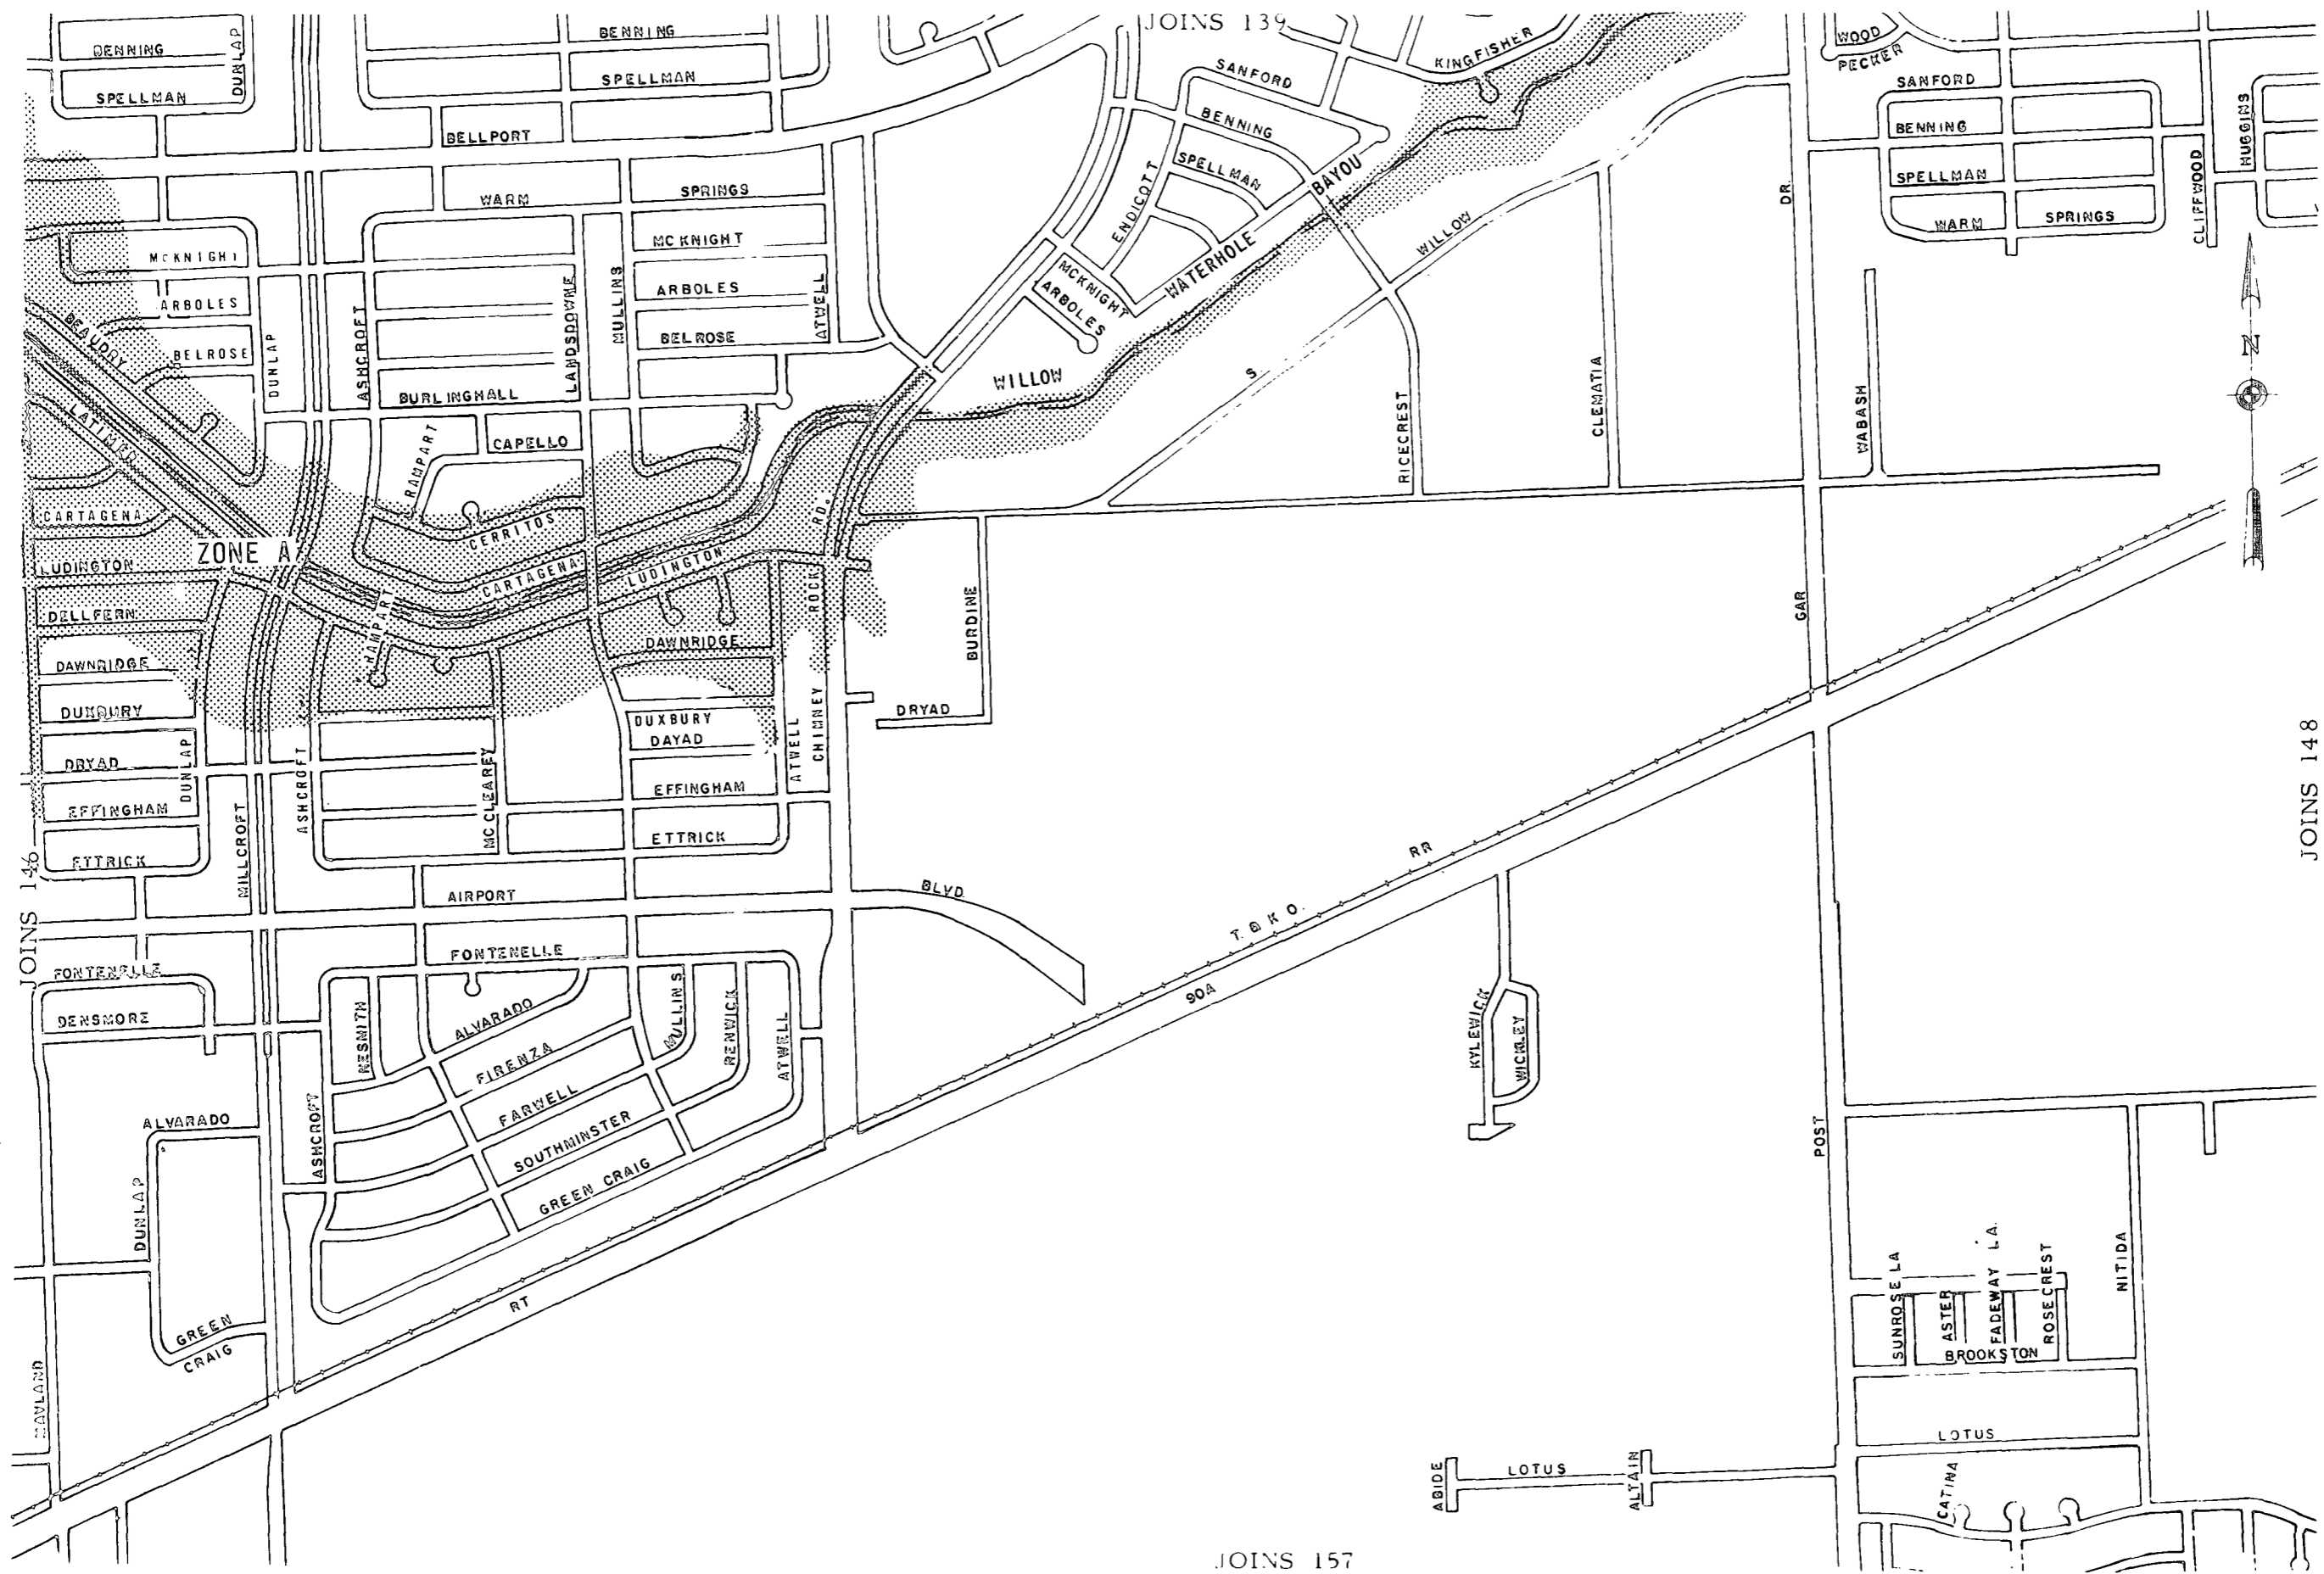 JOINS 139
BENNING
DUNLAP
SPELLMAN
BENNING
SPELLMAN
BELLPORT
WARM
SPRINGS
SANFORD
KINGFISHER
BENNING
SPELLMAN
ENDICOTT
WATERHOLE
BAYOU
MCKNIGHT
ARBOLES
WILLOW
WILLOW
S
WOOD
PECKER
SANFORD
BENNING
SPELLMAN
WARM
SPRINGS
HUGGINS
CLIFFWOOD
DR.
N
MCKNIGHT
ARBOLES
BELROSE
BEAUDRY
LATIMER
DUNLAP
ASHCROFT
LANDSDOWNE
MULLINS
MCKNIGHT
ARBOLES
BELROSE
ATWELL
BURLINGHALL
CAPELLO
RAMPART
CERRITOS
CARTAGENA
LUDINGTON
RD.
RICECREST
CLEMATIA
WABASH
CARTAGENA
ZONE A
LUDINGTON
DELLFERN
DAWNRIDGE
DUXBURY
DRYAD
DUNLAP
EFFINGHAM
ETTRICK
RAMPART
DAWNRIDGE
DUXBURY
DAYAD
EFFINGHAM
ETTRICK
ATWELL
CHIMNEY
ROCK
BURDINE
DRYAD
GAR
ASHCROFT
MC CLEAREY
MILLCROFT
JOINS 146
JOINS 148
AIRPORT
BLVD
FONTENELLE
FONTENELLE
DENSMORE
NESMITH
ALVARADO
FIRENZA
FARWELL
SOUTHMINSTER
GREEN CRAIG
MULLINS
RENWICK
ATWELL
ASHCROFT
ALVARADO
DUNLAP
GREEN
CRAIG
RT
90A
T. & K O.
RR
KYLEWICK
WICKLEY
POST
SUNROSE LA
ASTER
FADEWAY LA.
ROSECREST
BROOKSTON
NITIDA
LOTUS
CATINA
ABIDE
LOTUS
ALTAIR
JOINS 157